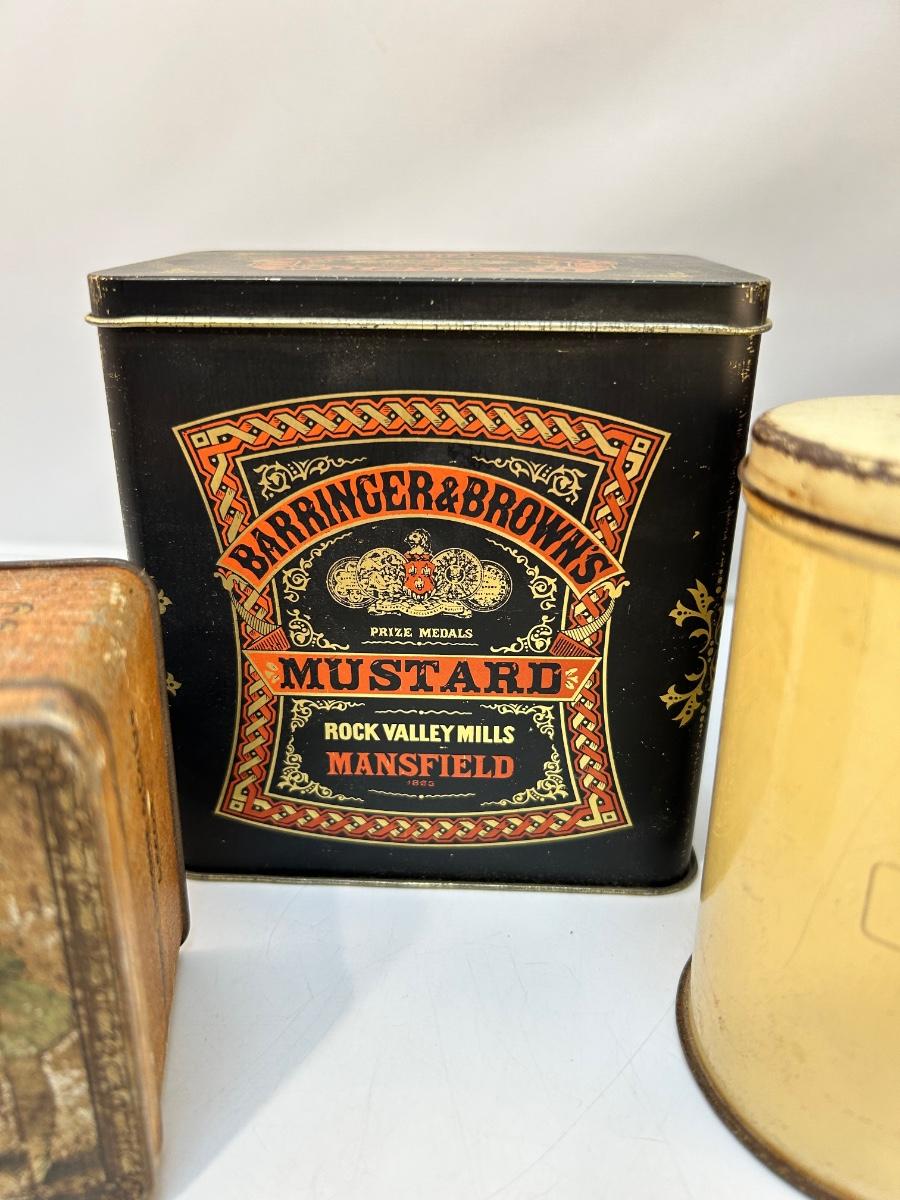 BARRINGER & BROWN'S
PRIZE MEDALS
MUSTARD
ROCK VALLEY MILLS
MANSFIELD